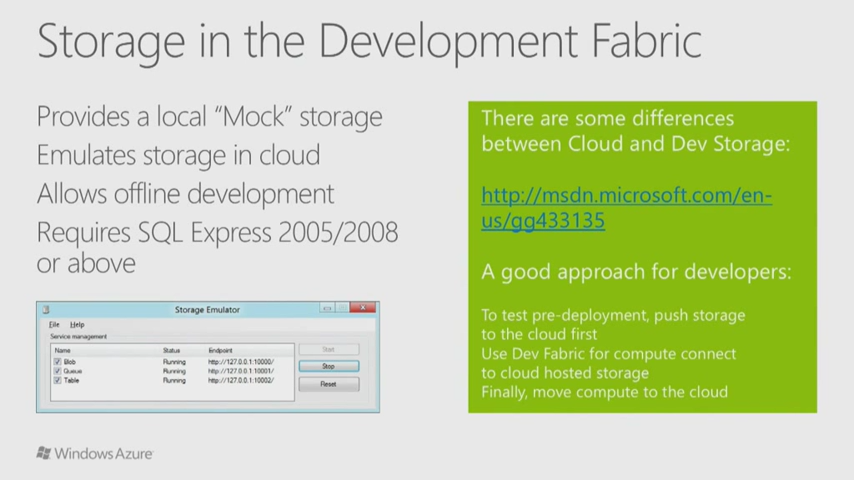 Storage in the Development Fabric
Provides a local “Mock” storage
Emulates storage in cloud
Allows offline development
Requires SQL Express 2005/2008
or above
Storage Emulator
File Help
Service management
Name Status Endpoint
Blob Running http://127.0.0.1:10000/
Queue Running http://127.0.0.1:10001/
Table Running http://127.0.0.1:10002/
Start
Stop
Reset
There are some differences
between Cloud and Dev Storage:
http://msdn.microsoft.com/en-
us/gg433135
A good approach for developers:
To test pre-deployment, push storage
to the cloud first
Use Dev Fabric for compute connect
to cloud hosted storage
Finally, move compute to the cloud
Windows Azure